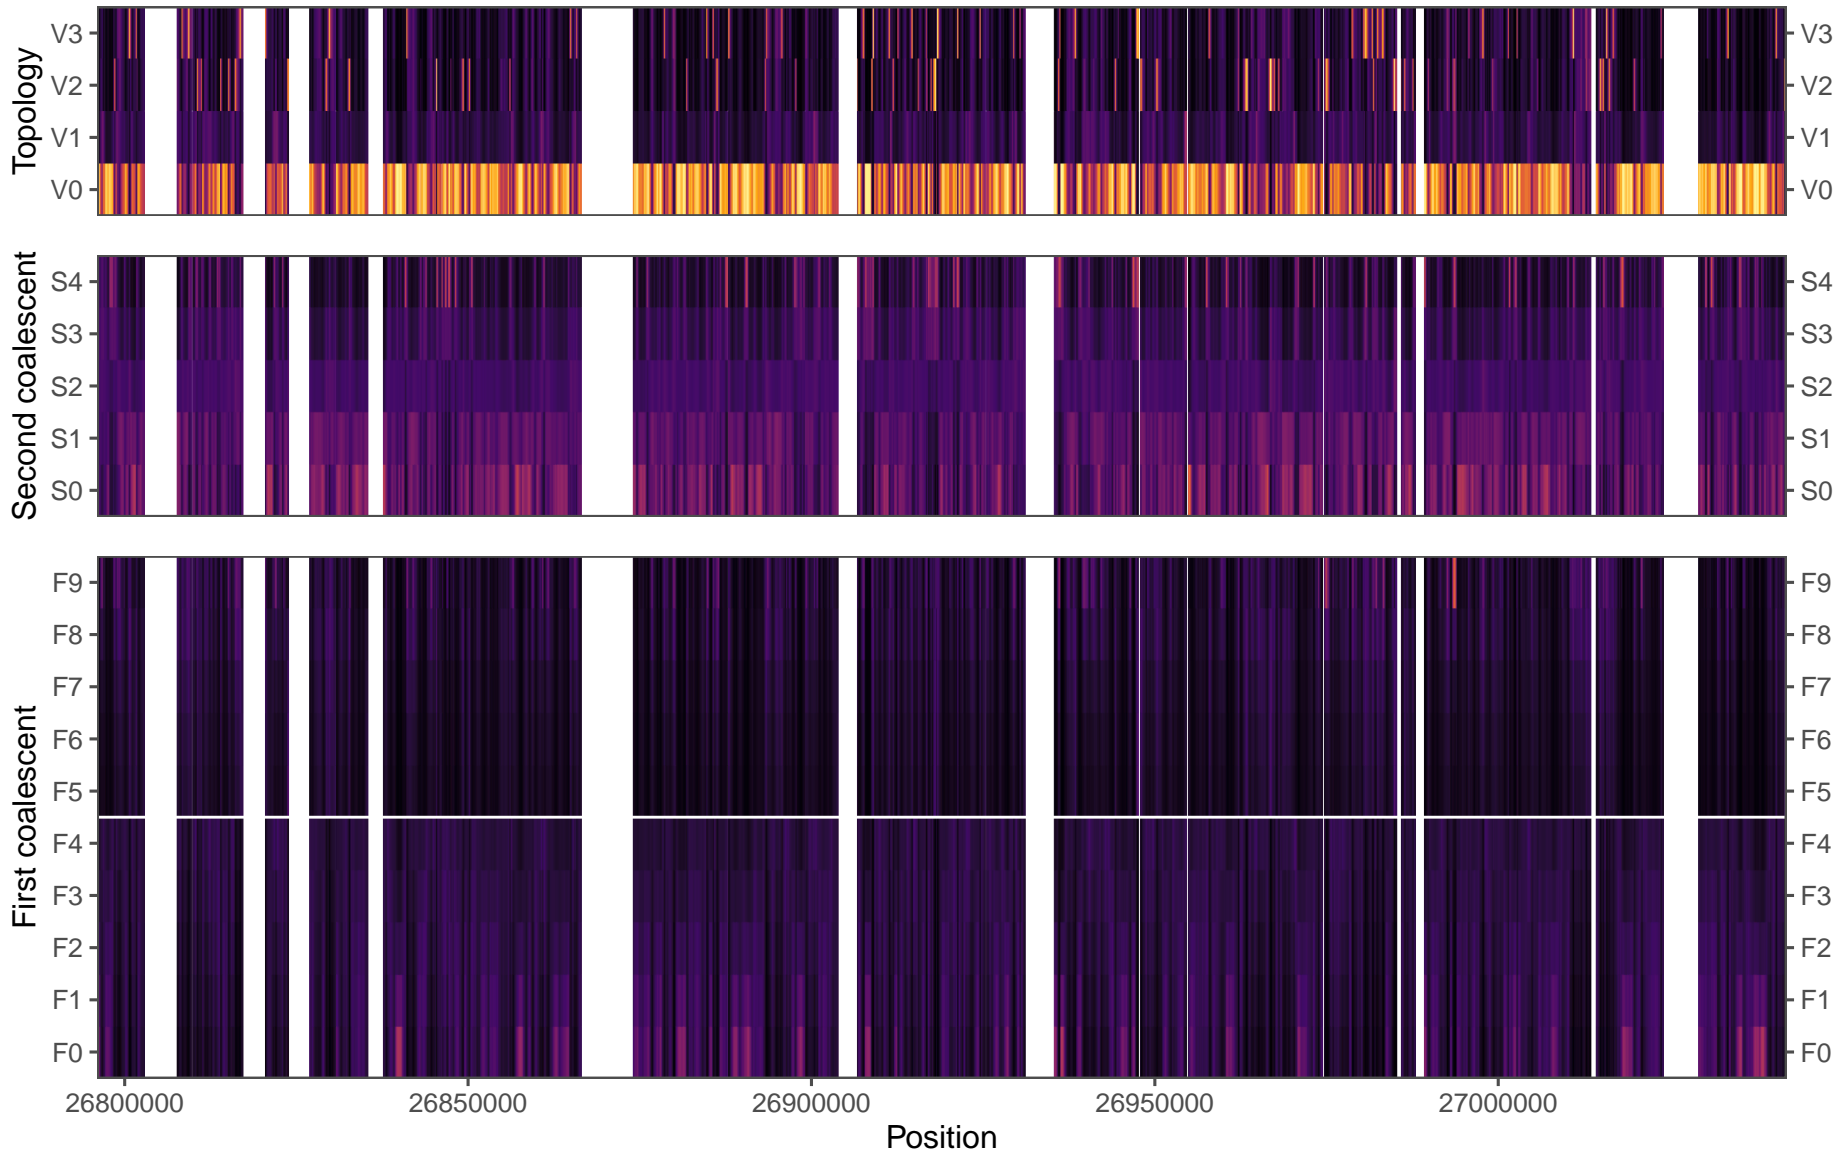 Topology
V3
V2
V1
V0
V3
V2
V1
V0
Second coalescent
S4
S3
S2
S1
S0
S4
S3
S2
S1
S0
First coalescent
F9
F8
F7
F6
F5
F4
F3
F2
F1
F0
F9
F8
F7
F6
F5
F4
F3
F2
F1
F0
26800000 26850000 26900000 26950000 27000000
Position